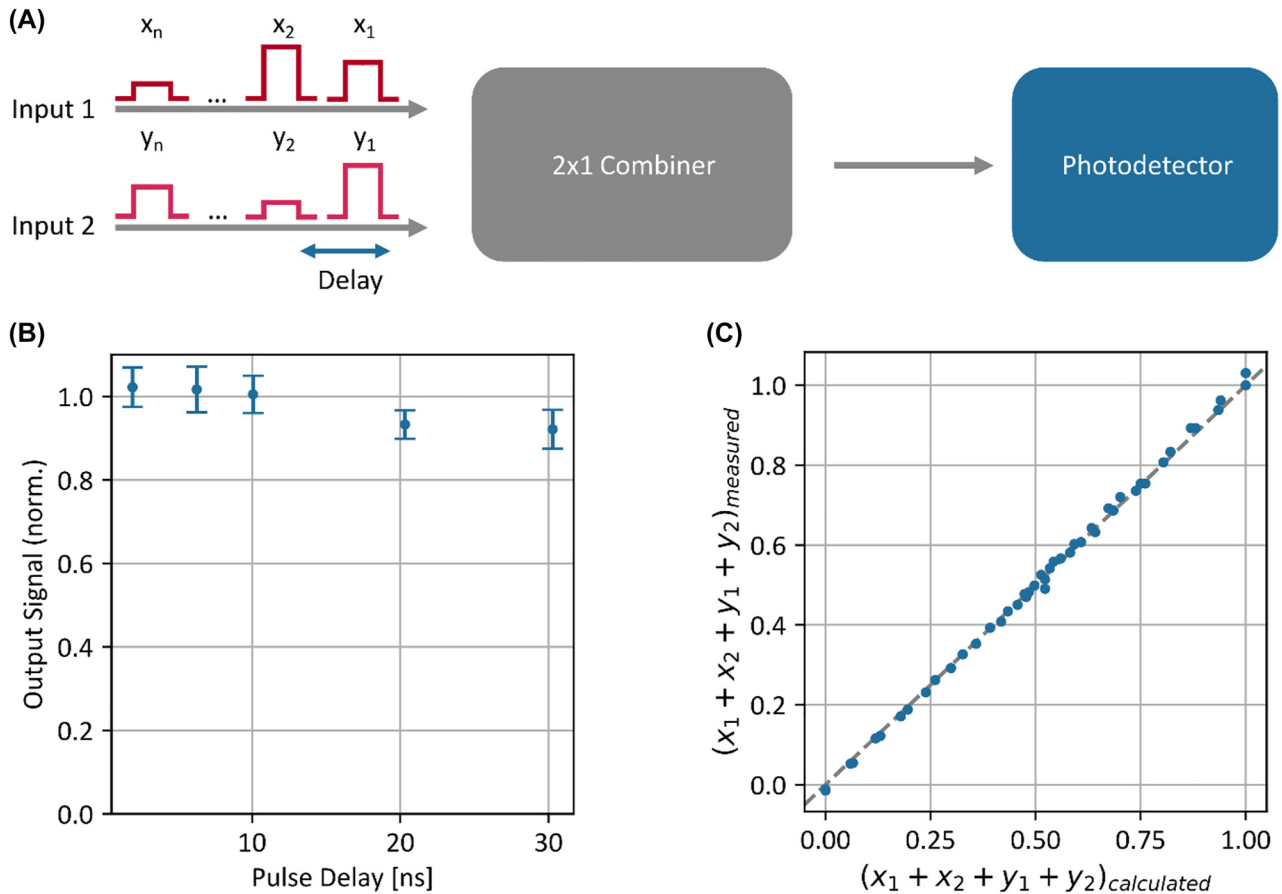 (A)
xₙ x₂ x₁
Input 1 ...
yₙ y₂ y₁
Input 2 ...
Delay
2x1 Combiner
Photodetector
(B)
Output Signal (norm.)
1.0
0.8
0.6
0.4
0.2
0.0
10 20 30
Pulse Delay [ns]
(C)
(x₁ + x₂ + y₁ + y₂)measured
1.0
0.8
0.6
0.4
0.2
0.0
0.00 0.25 0.50 0.75 1.00
(x₁ + x₂ + y₁ + y₂)calculated